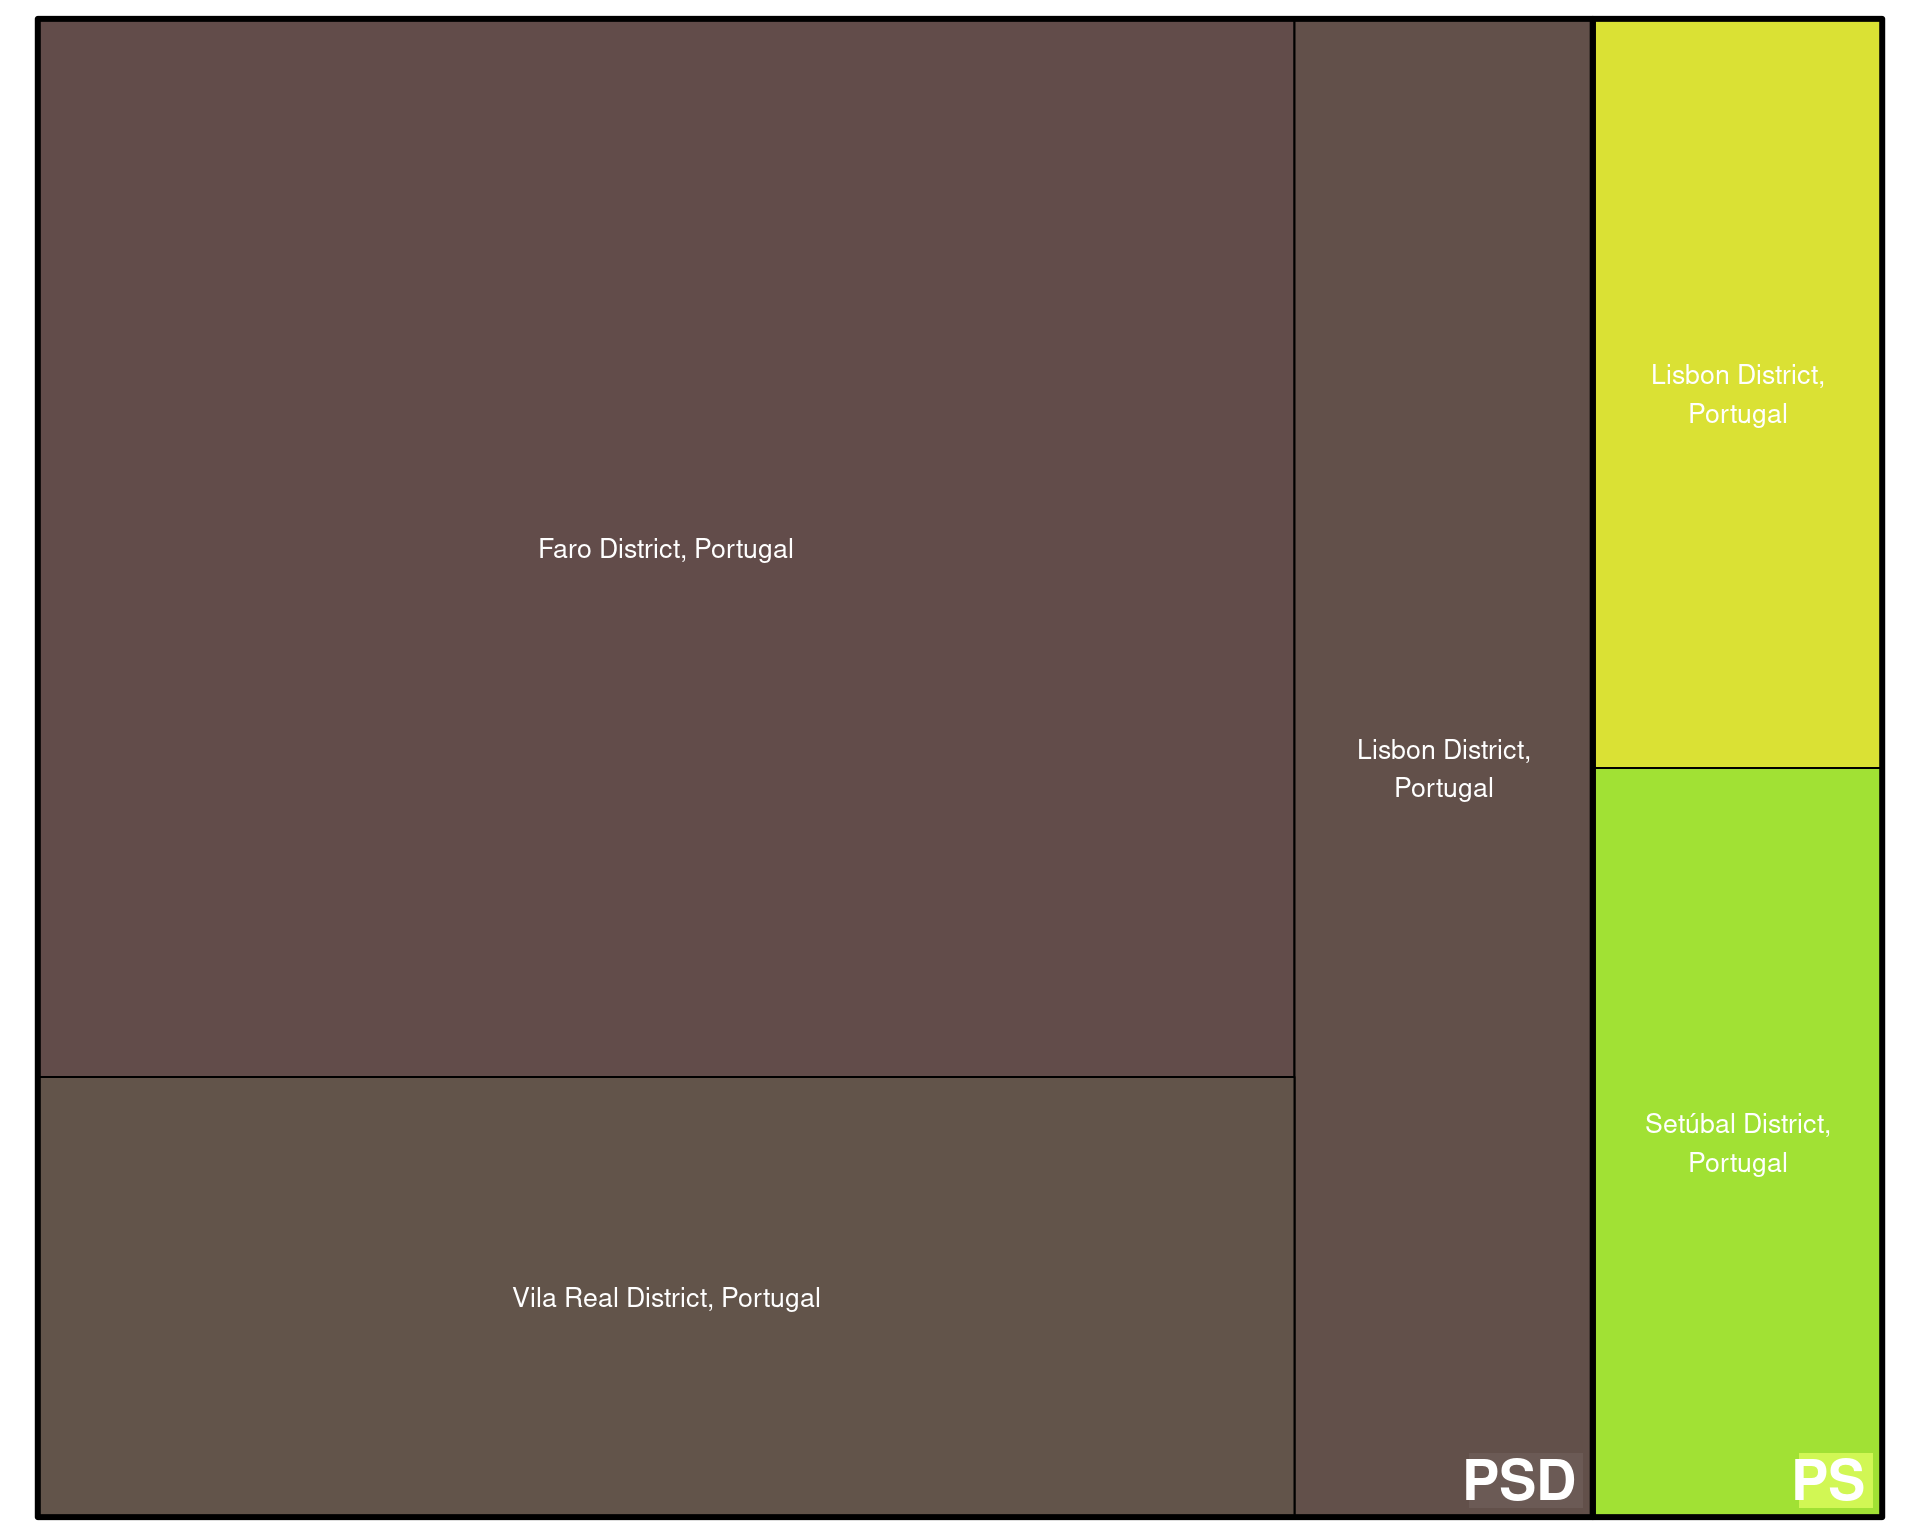 Faro District, Portugal
Vila Real District, Portugal
Lisbon District,
Portugal
PSD
Lisbon District,
Portugal
Setúbal District,
Portugal
PS